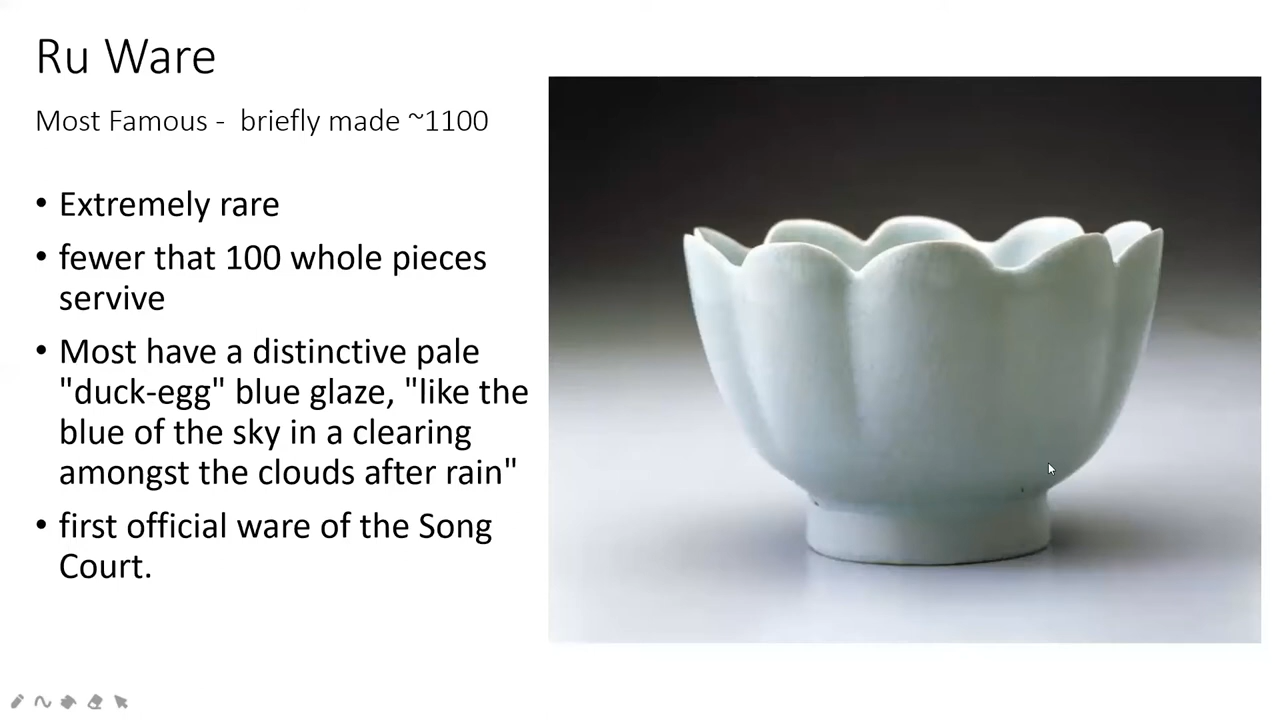 Ru Ware
Most Famous -  briefly made ~1100
• Extremely rare
• fewer that 100 whole pieces
servive
• Most have a distinctive pale
"duck-egg" blue glaze, "like the
blue of the sky in a clearing
amongst the clouds after rain"
• first official ware of the Song
Court.